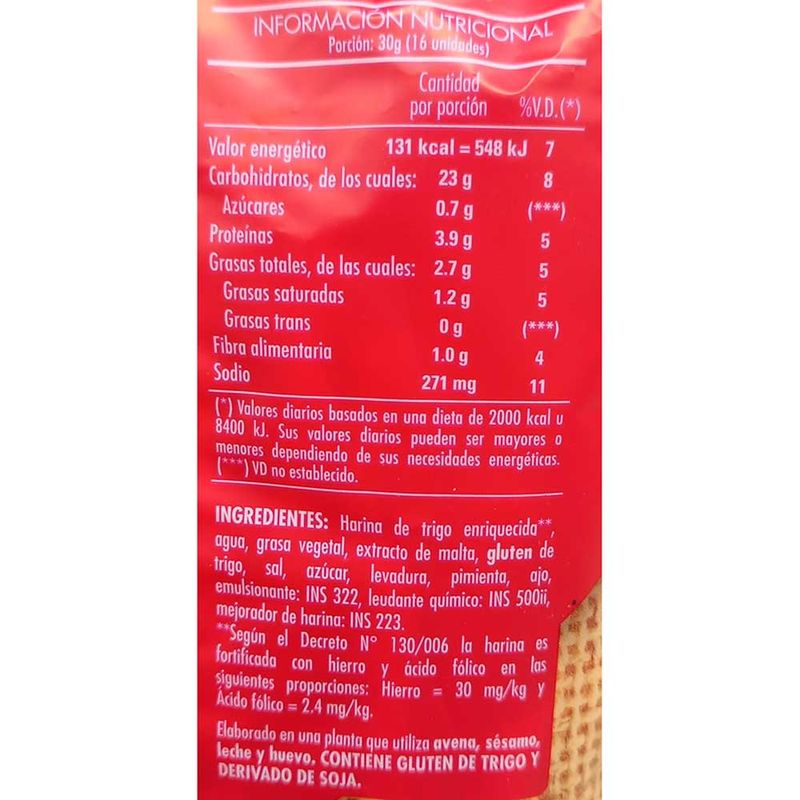 INFORMACIÓN NUTRICIONAL
Porción: 30g (16 unidades)
Cantidad
por porción %V.D.(*)
Valor energético 131 kcal = 548 kJ 7
Carbohidratos, de los cuales: 23 g 8
Azúcares 0.7 g (***)
Proteínas 3.9 g 5
Grasas totales, de las cuales: 2.7 g 5
Grasas saturadas 1.2 g 5
Grasas trans 0 g (***)
Fibra alimentaria 1.0 g 4
Sodio 271 mg 11
(*) Valores diarios basados en una dieta de 2000 kcal u
8400 kJ. Sus valores diarios pueden ser mayores o
menores dependiendo de sus necesidades energéticas.
(***) VD no establecido.
INGREDIENTES: Harina de trigo enriquecida**,
agua, grasa vegetal, extracto de malta, gluten de
trigo, sal, azúcar, levadura, pimienta, ajo,
emulsionante: INS 322, leudante químico: INS 500ii,
mejorador de harina: INS 223.
**Según el Decreto N° 130/006 la harina es
fortificada con hierro y ácido fólico en las
siguientes proporciones: Hierro = 30 mg/kg y
Ácido fólico = 2.4 mg/kg.
Elaborado en una planta que utiliza avena, sésamo,
leche y huevo. CONTIENE GLUTEN DE TRIGO Y
DERIVADO DE SOJA.